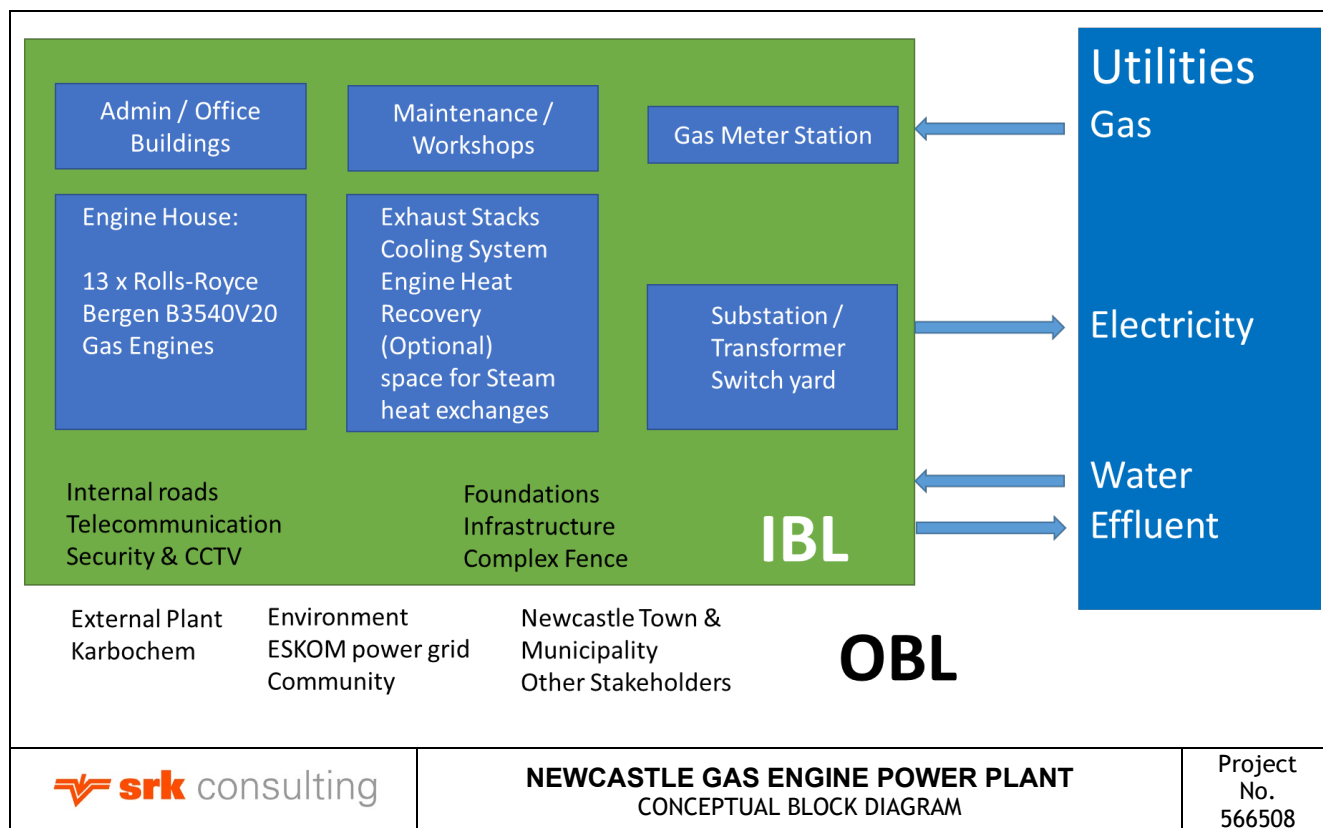 Admin / Office
Buildings
Maintenance /
Workshops
Gas Meter Station
Engine House:
13 x Rolls-Royce
Bergen B3540V20
Gas Engines
Exhaust Stacks
Cooling System
Engine Heat
Recovery
(Optional)
space for Steam
heat exchanges
Substation /
Transformer
Switch yard
Internal roads
Telecommunication
Security & CCTV
Foundations
Infrastructure
Complex Fence
IBL
Utilities
Gas
Electricity
Water
Effluent
External Plant
Karbochem
Environment
ESKOM power grid
Community
Newcastle Town &
Municipality
Other Stakeholders
OBL
srk consulting
NEWCASTLE GAS ENGINE POWER PLANT
CONCEPTUAL BLOCK DIAGRAM
Project
No.
566508